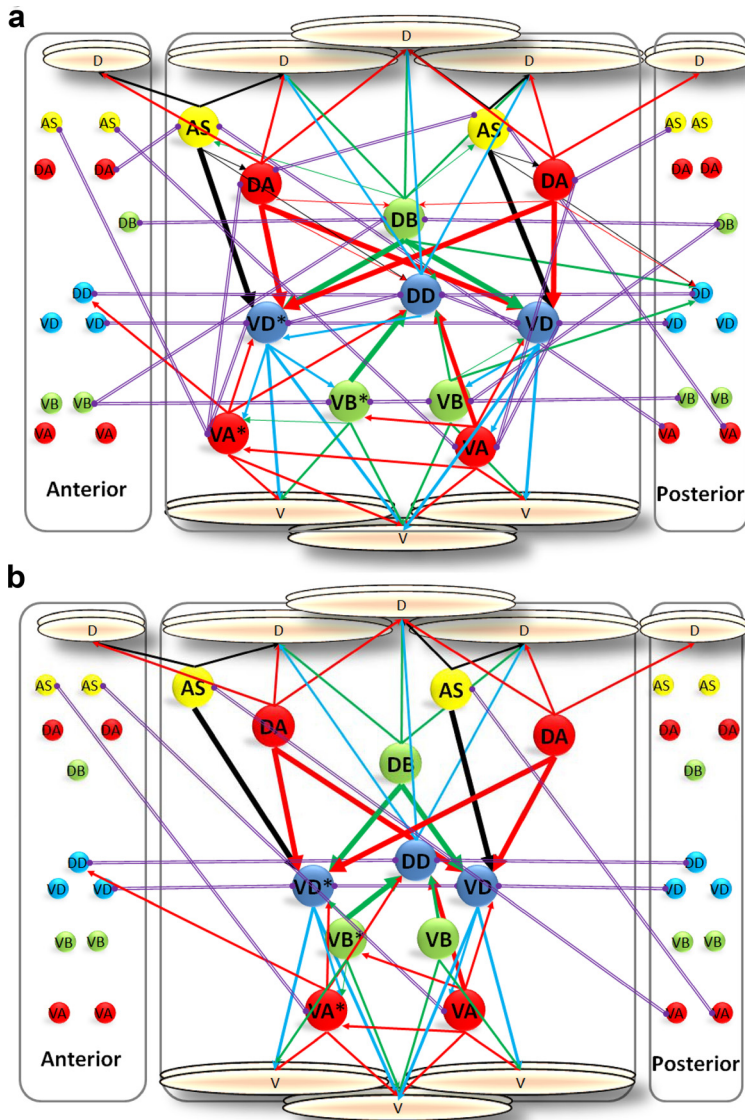 a
D D D D D
AS AS AS AS AS AS
DA DA DA DA DA DA
DB DB DB
DD DD DD
VD VD VD* VD VD VD
VB VB VB* VB VB VB
VA VA VA* VA VA VA
Anterior Posterior
V V
V
b
D D D D D
AS AS AS AS AS AS
DA DA DA DA DA DA
DB DB DB
DD DD DD
VD VD VD* VD VD VD
VB VB VB* VB VB VB
VA VA VA* VA VA VA
Anterior Posterior
V V
V